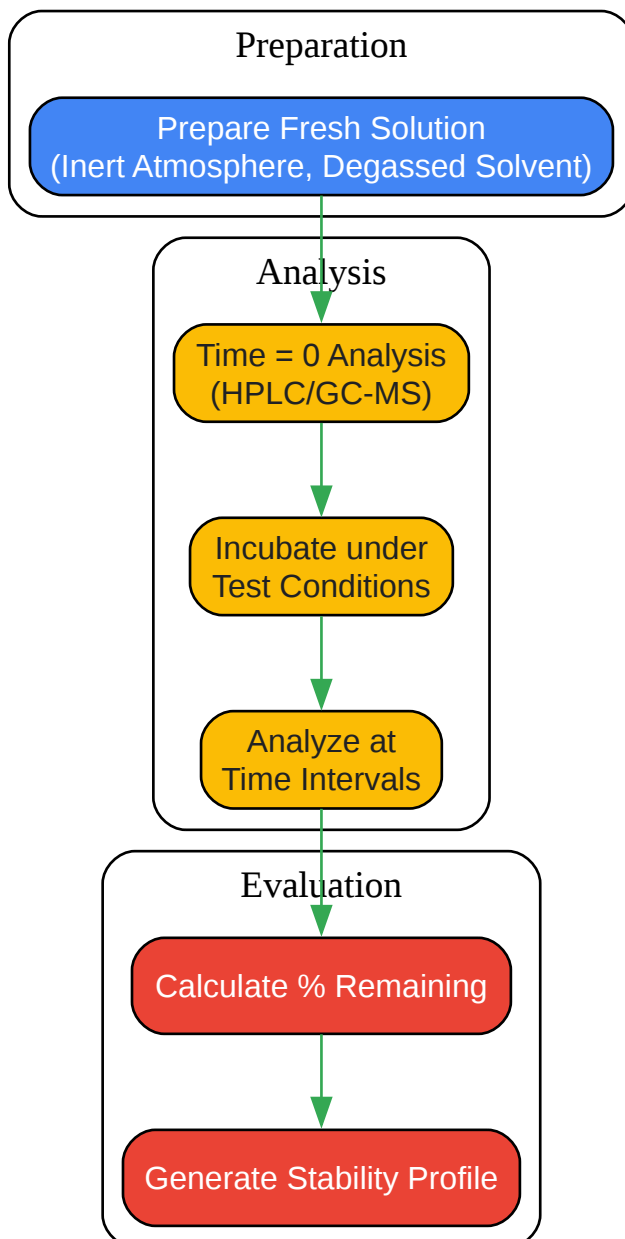 Preparation
Prepare Fresh Solution
(Inert Atmosphere, Degassed Solvent)
Analysis
Time = 0 Analysis
(HPLC/GC-MS)
Incubate under
Test Conditions
Analyze at
Time Intervals
Evaluation
Calculate % Remaining
Generate Stability Profile